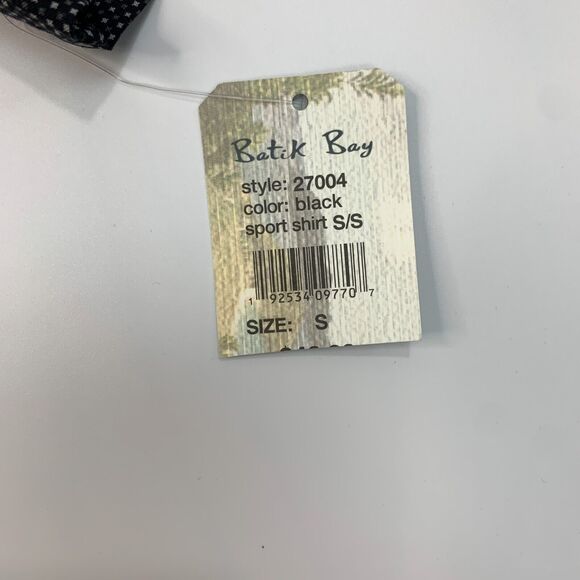 Batik Bay
style: 27004
color: black
sport shirt S/S
1 92534 09770 7
SIZE: S